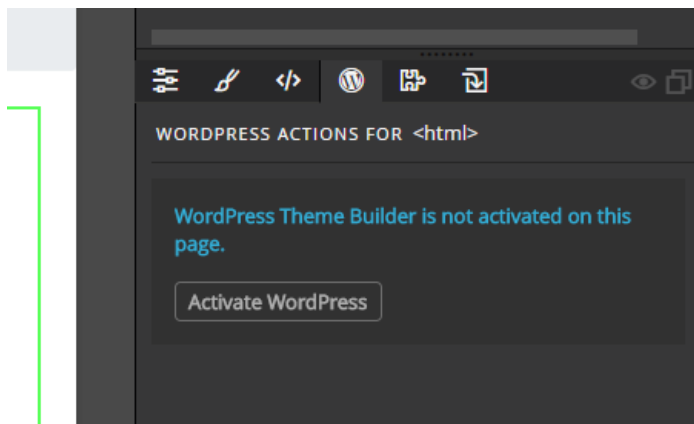 WORDPRESS ACTIONS FOR <html>
WordPress Theme Builder is not activated on this
page.
Activate WordPress